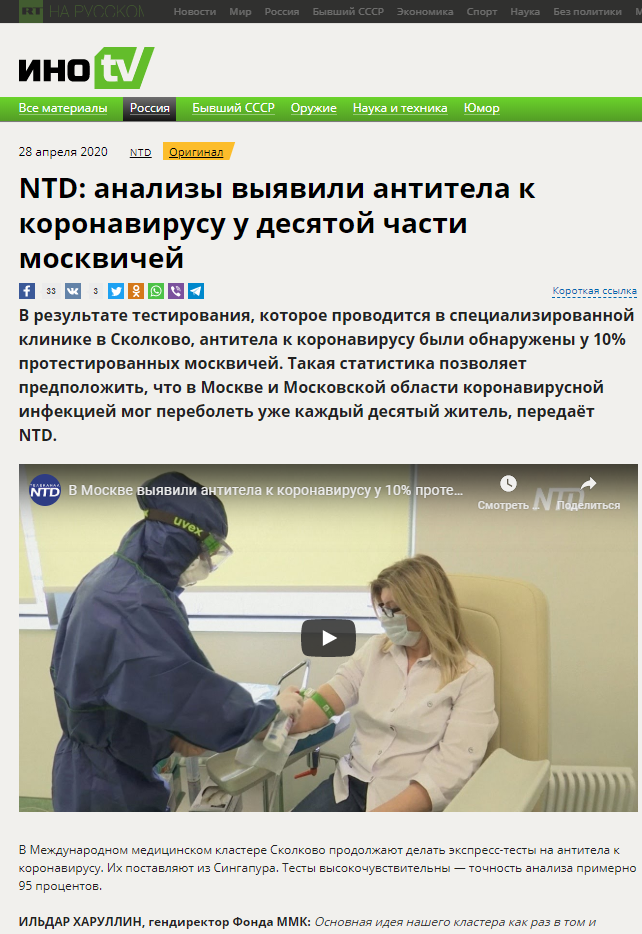 RT НА РУССКОМ Новости Мир Россия Бывший СССР Экономика Спорт Наука Без политики
ино tv
Все материалы Россия Бывший СССР Оружие Наука и техника Юмор
28 апреля 2020 NTD Оригинал
NTD: анализы выявили антитела к
коронавирусу у десятой части
москвичей
33 3 Короткая ссылка
В результате тестирования, которое проводится в специализированной
клинике в Сколково, антитела к коронавирусу были обнаружены у 10%
протестированных москвичей. Такая статистика позволяет
предположить, что в Москве и Московской области коронавирусной
инфекцией мог переболеть уже каждый десятый житель, передаёт
NTD.
ТЕЛЕКАНАЛ
NTD В Москве выявили антитела к коронавирусу у 10% проте...
NTD
Смотреть ... Поделиться
uvex
В Международном медицинском кластере Сколково продолжают делать экспресс-тесты на антитела к
коронавирусу. Их поставляют из Сингапура. Тесты высокочувствительны — точность анализа примерно
95 процентов.
ИЛЬДАР ХАРУЛЛИН, гендиректор Фонда ММК: Основная идея нашего кластера как раз в том и